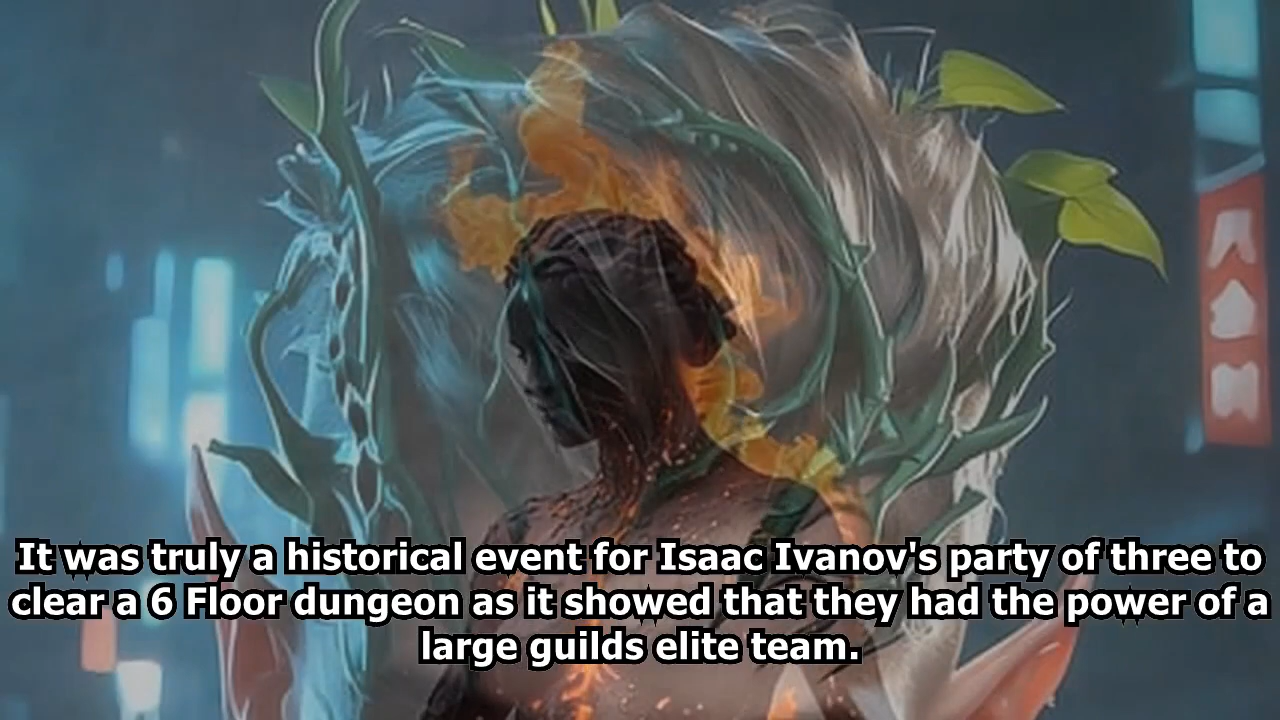 It was truly a historical event for Isaac Ivanov's party of three to
clear a 6 Floor dungeon as it showed that they had the power of a
large guilds elite team.